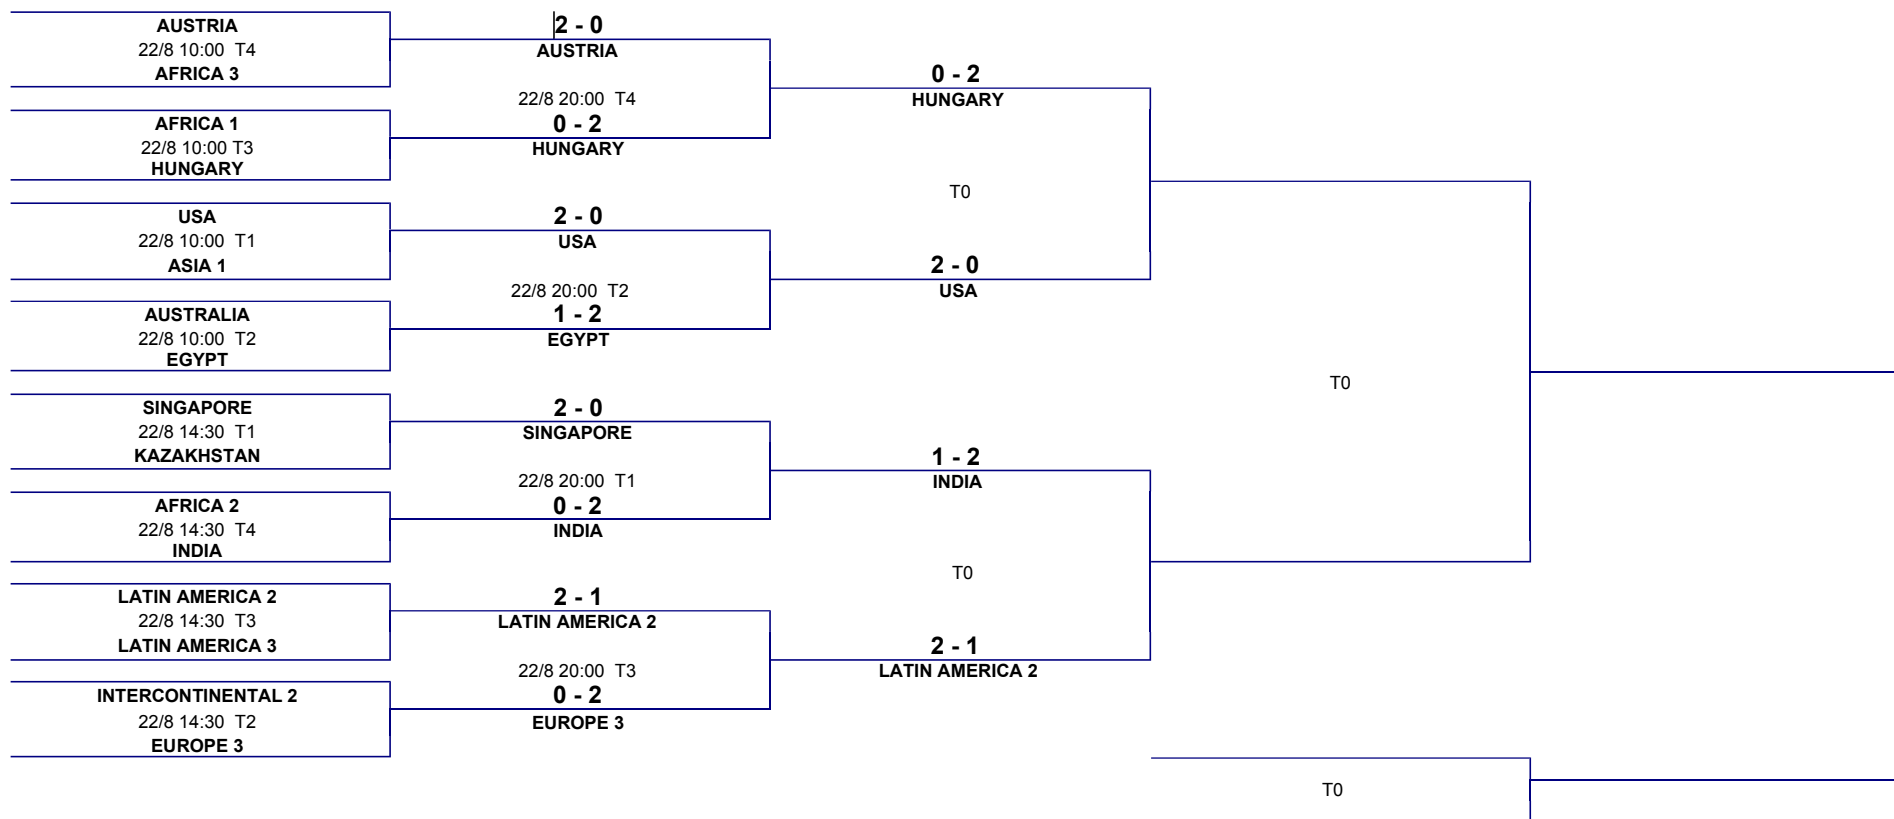 AUSTRIA
22/8 10:00 T4
AFRICA 3
AFRICA 1
22/8 10:00 T3
HUNGARY
USA
22/8 10:00 T1
ASIA 1
AUSTRALIA
22/8 10:00 T2
EGYPT
SINGAPORE
22/8 14:30 T1
KAZAKHSTAN
AFRICA 2
22/8 14:30 T4
INDIA
LATIN AMERICA 2
22/8 14:30 T3
LATIN AMERICA 3
INTERCONTINENTAL 2
22/8 14:30 T2
EUROPE 3
2 - 0
AUSTRIA
22/8 20:00 T4
0 - 2
HUNGARY
2 - 0
USA
22/8 20:00 T2
1 - 2
EGYPT
2 - 0
SINGAPORE
22/8 20:00 T1
0 - 2
INDIA
2 - 1
LATIN AMERICA 2
22/8 20:00 T3
0 - 2
EUROPE 3
0 - 2
HUNGARY
T0
2 - 0
USA
1 - 2
INDIA
T0
2 - 1
LATIN AMERICA 2
T0
T0